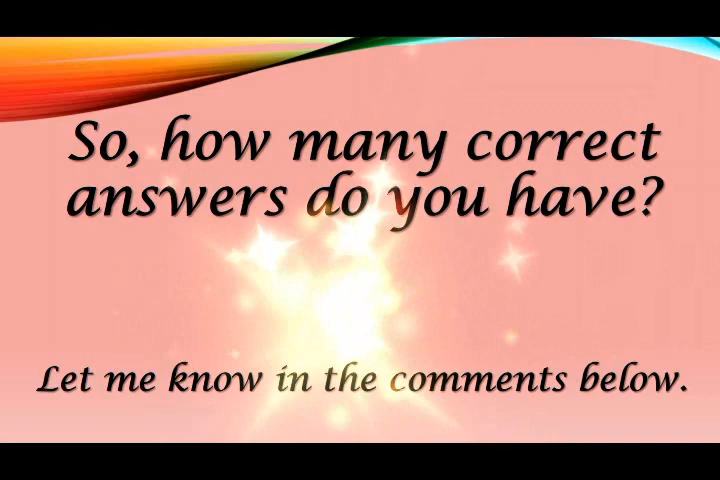 So, how many correct
answers do you have?
Let me know in the comments below.